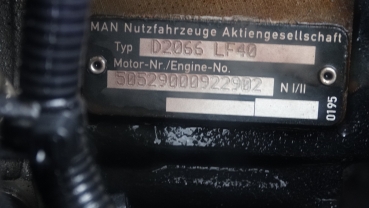 MAN Nutzfahrzeuge Aktiengesellschaft
Typ D2066 LF40
Motor-Nr./Engine-No.
50529000922902 N I/II
0195